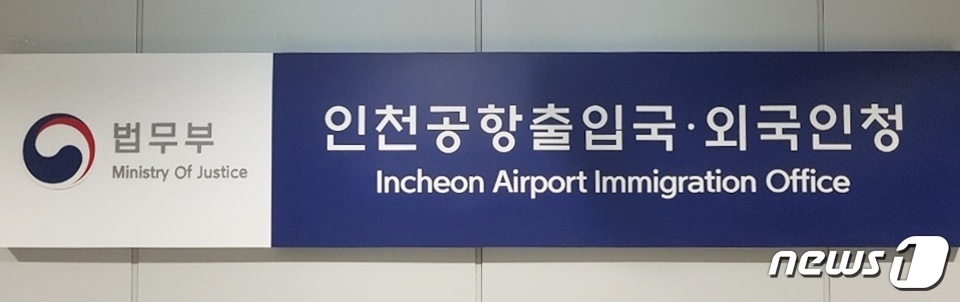 법무부
Ministry Of Justice
인천공항출입국·외국인청
Incheon Airport Immigration Office
news1